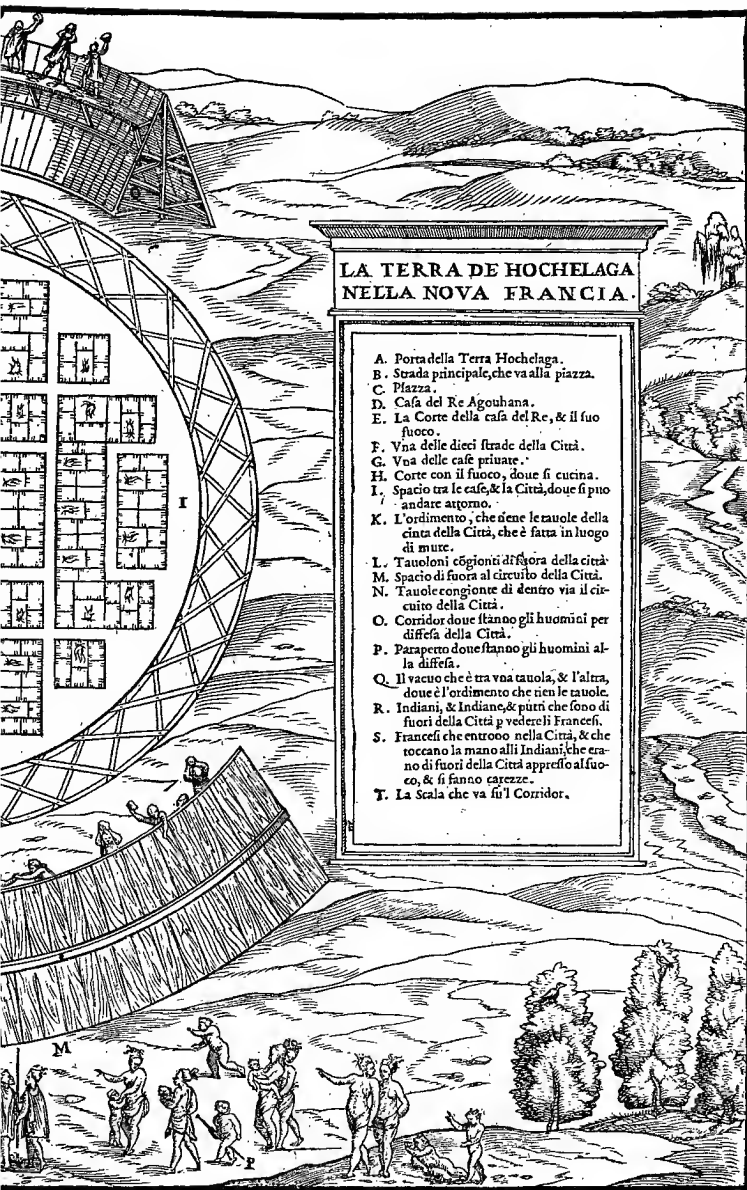 LA TERRA DE HOCHELAGA
NELLA NOVA FRANCIA.
A. Porta della Terra Hochelaga.
B. Strada principale, che va alla piazza.
C. Piazza.
D. Caſa del Re Agouhana.
E. La Corte della caſa del Re, & il ſuo
fuoco.
F. Vna delle dieci ſtrade della Città.
G. Vna delle caſe priuate.
H. Corte con il fuoco, doue ſi cucina.
I. Spacio tra le caſe, & la Città, doue ſi puo
andare attorno.
K. L'ordimento, che tiene le tauole della
cinta della Città, che è fatta in luogo
di mure.
L. Tauoloni cōgionti di fuora della città
M. Spacio di fuora al circuito della Città.
N. Tauole congionte di dentro via il cir-
cuito della Città.
O. Corridor doue ſtanno gli huomini per
diffeſa della Città.
P. Parapetto doue ſtanno gli huomini al-
la diffeſa.
Q. Il vacuo che è tra vna tauola, & l'altra,
doue è l'ordimento che tien le tauole.
R. Indiani, & Indiane, & putti che ſono di
fuori della Città p vedere li Franceſi.
S. Franceſi che entrono nella Città, & che
toccano la mano alli Indiani, che era-
no di fuori della Città appreſſo al fuo-
co, & ſi fanno carezze.
T. La Scala che va ſu'l Corridor.
I
M